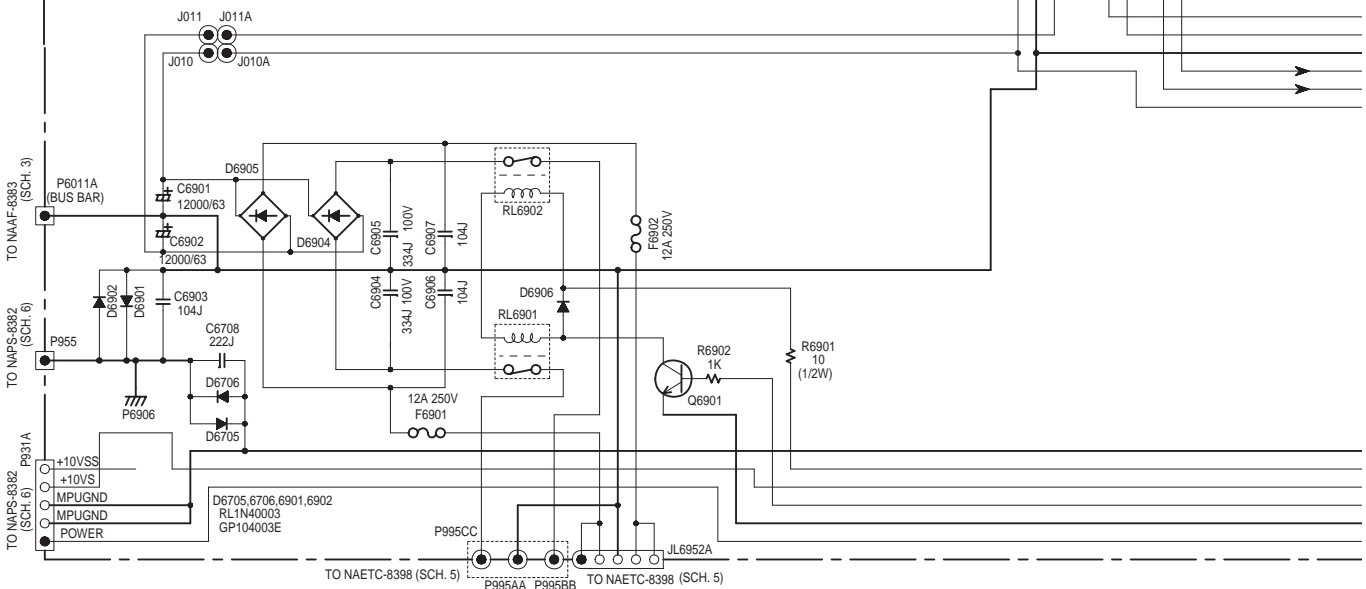 J011
J011A
J010
J010A
TO NAAF-8383
(SCH. 3)
P6011A
(BUS BAR)
C6901
12000/63
C6902
12000/63
D6905
D6904
C6905
334J 100V
C6907
104J
C6904
334J 100V
C6906
104J
RL6902
RL6901
F6902
12A 250V
D6906
D6902
D6901
C6903
104J
TO NAPS-8382
(SCH. 6)
P955
P6906
C6708
222J
D6706
D6705
12A 250V
F6901
R6902
1K
Q6901
R6901
10
(1/2W)
TO NAPS-8382
(SCH. 6)
P931A
+10VSS
+10VS
MPUGND
MPUGND
POWER
D6705,6706,6901,6902
RL1N40003
GP104003E
P995CC
P995AA
P995BB
JL6952A
TO NAETC-8398 (SCH. 5)
TO NAETC-8398 (SCH. 5)